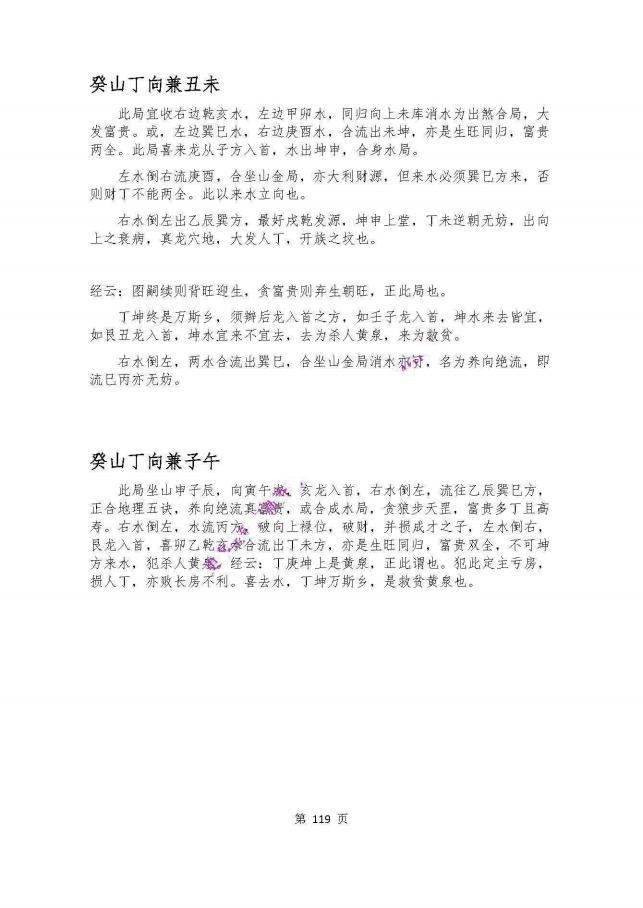 癸山丁向兼丑未
此局宜收右边乾亥水，左边甲卯水，同归向上未库消水为出煞合局，大
发富贵。或，左边巽巳水，右边庚酉水，合流出未坤，亦是生旺同归，富贵
两全。此局喜来龙从子方入首，水出坤申，合身水局。
左水倒右流庚酉，合坐山金局，亦大利财源，但来水必须巽巳方来，否
则财丁不能两全。此以来水立向也。
右水倒左出乙辰巽方，最好戌乾发源，坤申上堂，丁未逆朝无妨，出向
上之衰病，真龙穴地，大发人丁，开族之坟也。
经云：图嗣续则背旺迎生，贪富贵则弃生朝旺，正此局也。
丁坤终是万斯乡，须辨后龙入首之方，如壬子龙入首，坤水来去皆宜，
如艮丑龙入首，坤水宜来不宜去，去为杀人黄泉，来为救贫。
右水倒左，两水合流出巽巳，合坐山金局消水亦可，名为养向绝流，即
流巳丙亦无妨。
癸山丁向兼子午
此局坐山申子辰，向寅午，亥龙入首，右水倒左，流往乙辰巽巳方，
正合地理五诀，养向绝流真富贵，或合成水局，贪狼步天罡，富贵多丁且高
寿。右水倒左，水流丙方，破向上禄位，破财，并损成才之子，左水倒右，
艮龙入首，喜卯乙乾亥合流出丁未方，亦是生旺同归，富贵双全，不可坤
方来水，犯杀人黄泉。经云：丁庚坤上是黄泉，正此谓也。犯此定主亏房，
损人丁，亦败长房不利。喜去水，丁坤万斯乡，是救贫黄泉也。
第 119 页